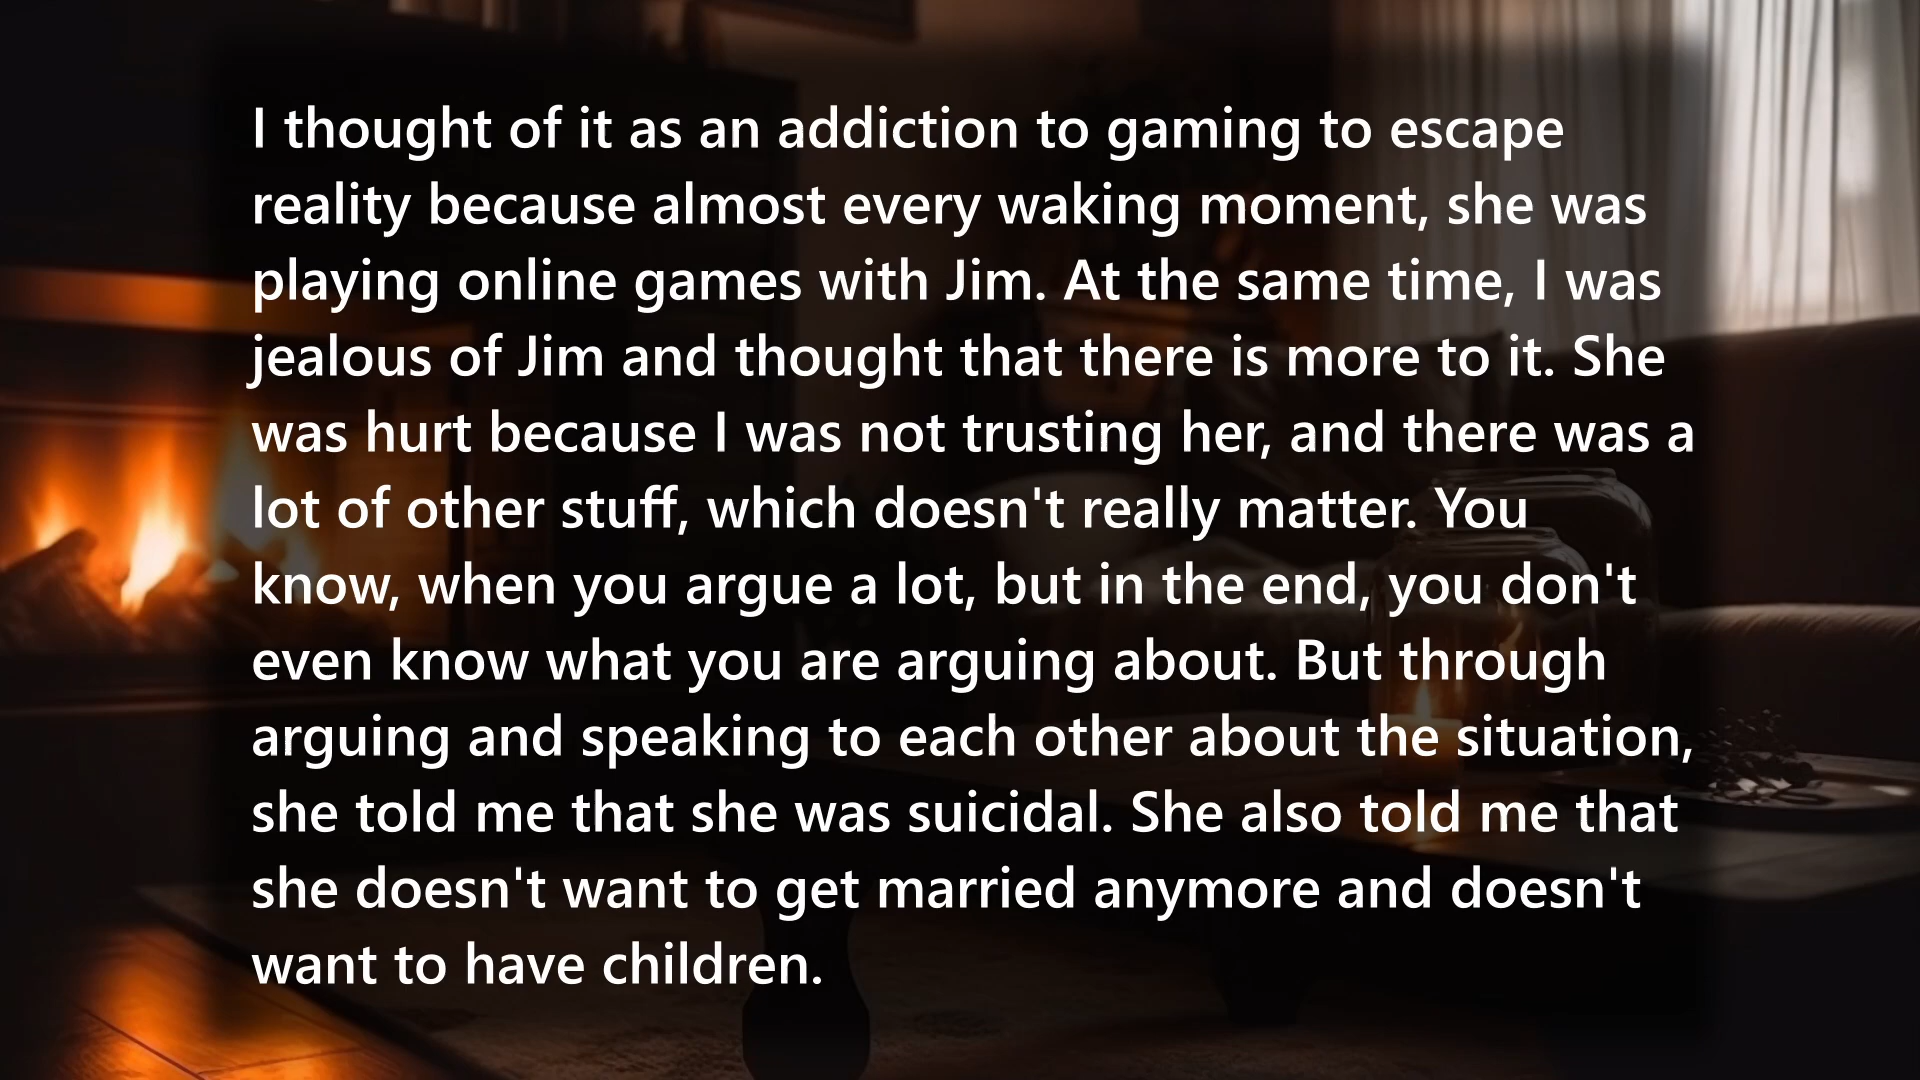 I thought of it as an addiction to gaming to escape
reality because almost every waking moment, she was
playing online games with Jim. At the same time, I was
jealous of Jim and thought that there is more to it. She
was hurt because I was not trusting her, and there was a
lot of other stuff, which doesn't really matter. You
know, when you argue a lot, but in the end, you don't
even know what you are arguing about. But through
arguing and speaking to each other about the situation,
she told me that she was suicidal. She also told me that
she doesn't want to get married anymore and doesn't
want to have children.